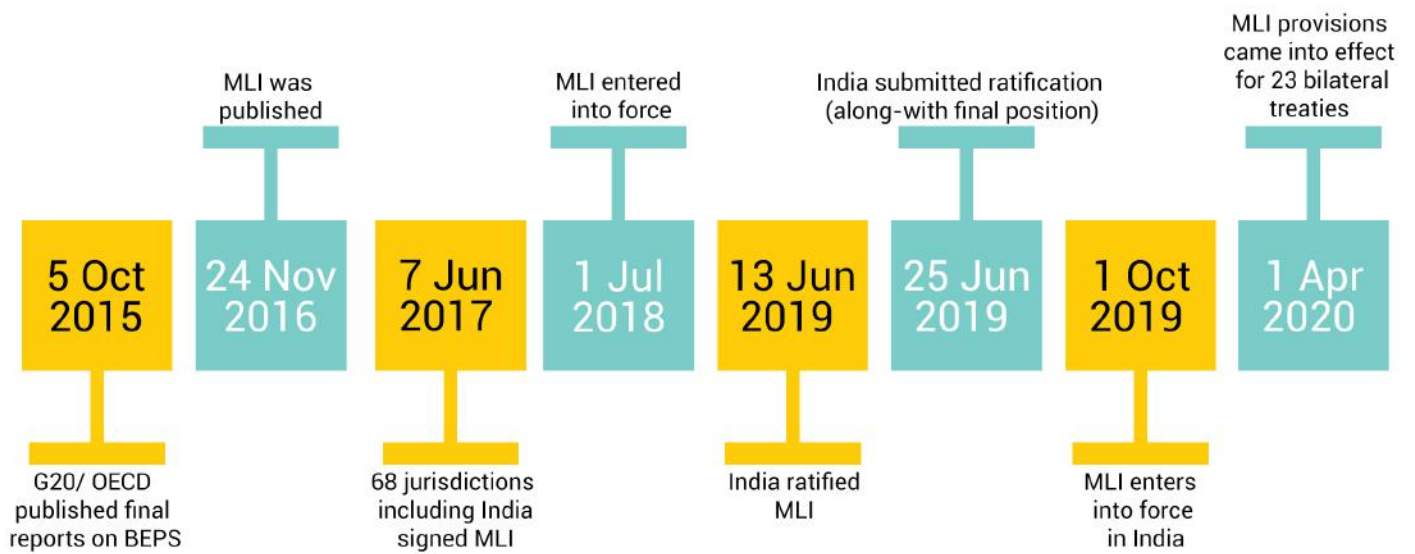 MLI was
published
MLI entered
into force
India submitted ratification
(along-with final position)
MLI provisions
came into effect
for 23 bilateral
treaties
5 Oct
2015
24 Nov
2016
7 Jun
2017
1 Jul
2018
13 Jun
2019
25 Jun
2019
1 Oct
2019
1 Apr
2020
G20/ OECD
published final
reports on BEPS
68 jurisdictions
including India
signed MLI
India ratified
MLI
MLI enters
into force
in India